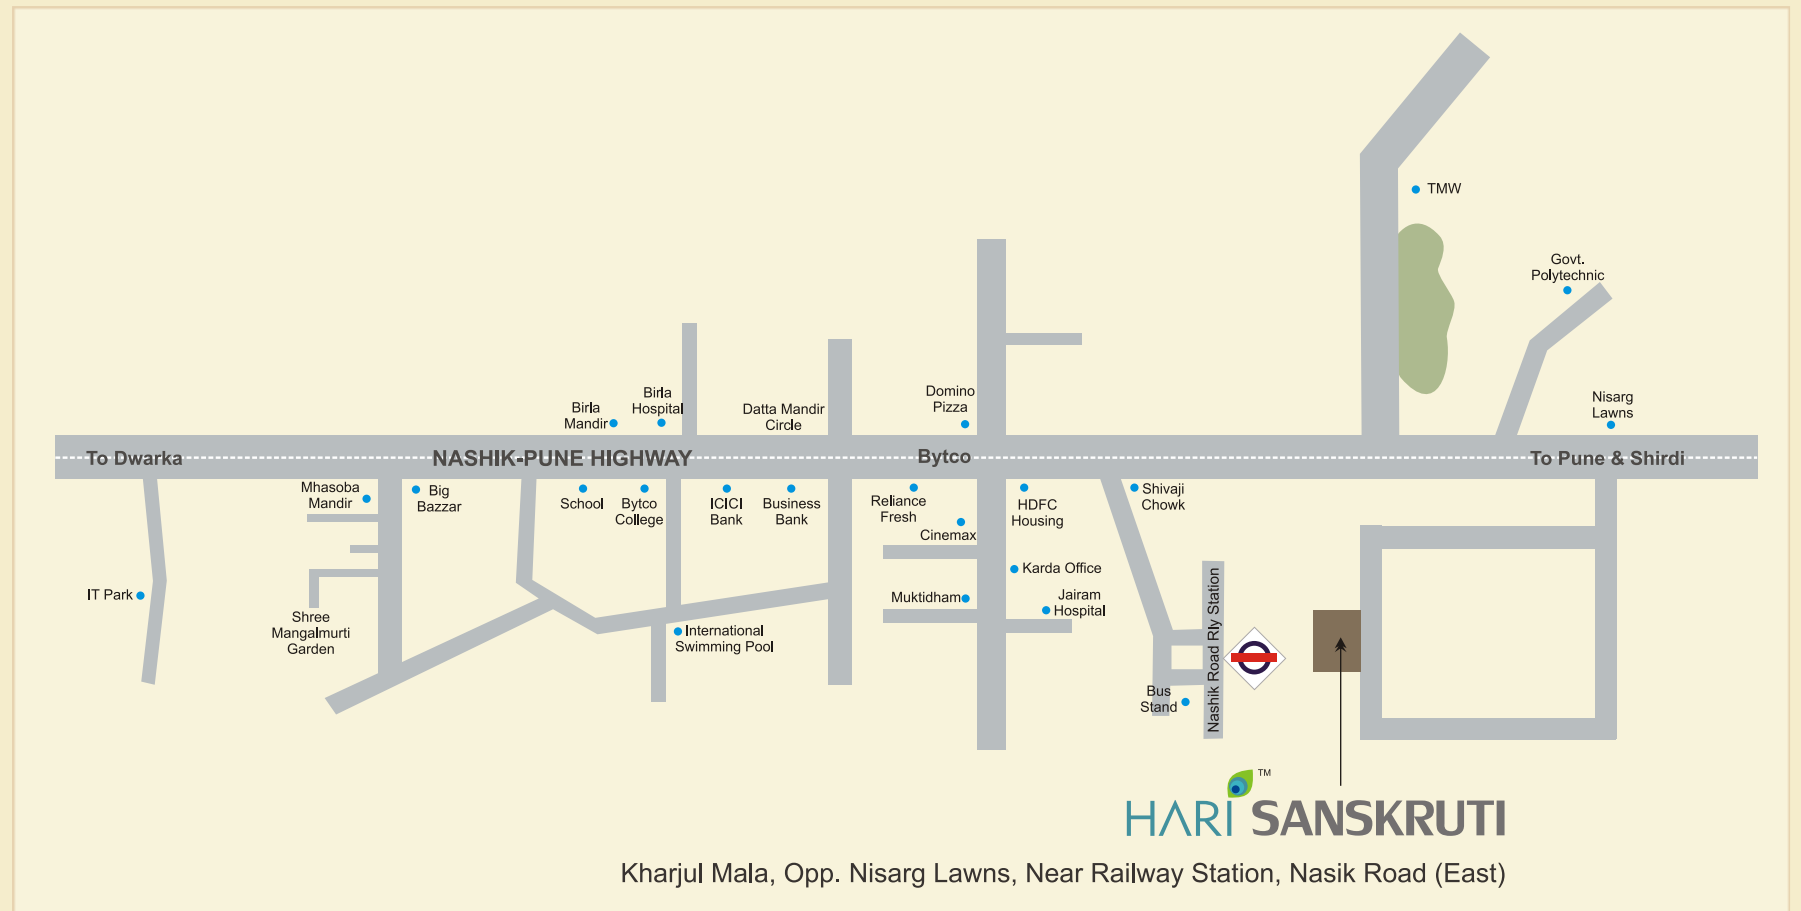 TMW
Govt.
Polytechnic
Birla
Mandir
Birla
Hospital
Datta Mandir
Circle
Domino
Pizza
Nisarg
Lawns
To Dwarka
NASHIK-PUNE HIGHWAY
Bytco
To Pune & Shirdi
Mhasoba
Mandir
Big
Bazzar
School
Bytco
College
ICICI
Bank
Business
Bank
Reliance
Fresh
Cinemax
HDFC
Housing
Shivaji
Chowk
IT Park
Shree
Mangalmurti
Garden
International
Swimming Pool
Muktidham
Karda Office
Jairam
Hospital
Bus
Stand
Nashik Road Rly Station
HARI SANSKRUTI TM
Kharjul Mala, Opp. Nisarg Lawns, Near Railway Station, Nasik Road (East)